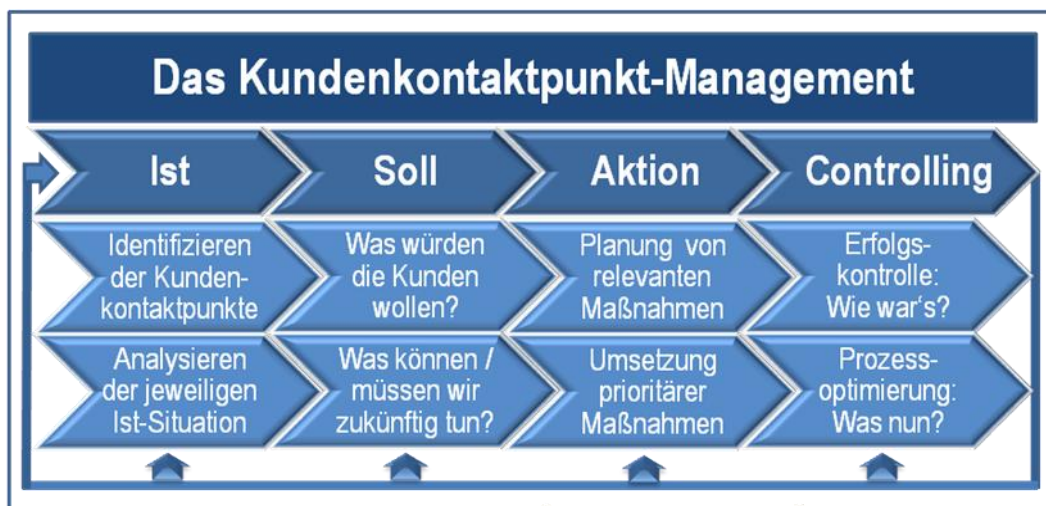 Das Kundenkontaktpunkt-Management
Ist
Soll
Aktion
Controlling
Identifizieren
der Kunden-
kontaktpunkte
Was würden
die Kunden
wollen?
Planung von
relevanten
Maßnahmen
Erfolgs-
kontrolle:
Wie war's?
Analysieren
der jeweiligen
Ist-Situation
Was können /
müssen wir
zukünftig tun?
Umsetzung
prioritärer
Maßnahmen
Prozess-
optimierung:
Was nun?